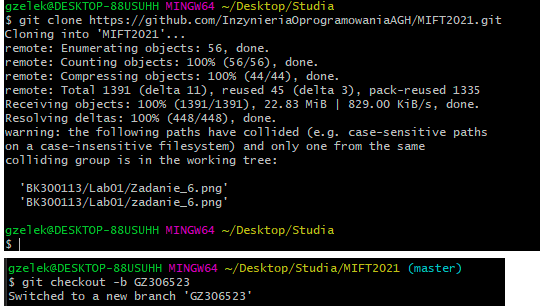 gzelek@DESKTOP-88USUHH MINGW64 ~/Desktop/Studia
$ git clone https://github.com/InzynieriaOprogramowaniaAGH/MIFT2021.git
Cloning into 'MIFT2021'...
remote: Enumerating objects: 56, done.
remote: Counting objects: 100% (56/56), done.
remote: Compressing objects: 100% (44/44), done.
remote: Total 1391 (delta 11), reused 45 (delta 3), pack-reused 1335
Receiving objects: 100% (1391/1391), 22.83 MiB | 829.00 KiB/s, done.
Resolving deltas: 100% (448/448), done.
warning: the following paths have collided (e.g. case-sensitive paths
on a case-insensitive filesystem) and only one from the same
colliding group is in the working tree:
'BK300113/Lab01/Zadanie_6.png'
'BK300113/Lab01/zadanie_6.png'
gzelek@DESKTOP-88USUHH MINGW64 ~/Desktop/Studia
$
gzelek@DESKTOP-88USUHH MINGW64 ~/Desktop/Studia/MIFT2021 (master)
$ git checkout -b GZ306523
Switched to a new branch 'GZ306523'